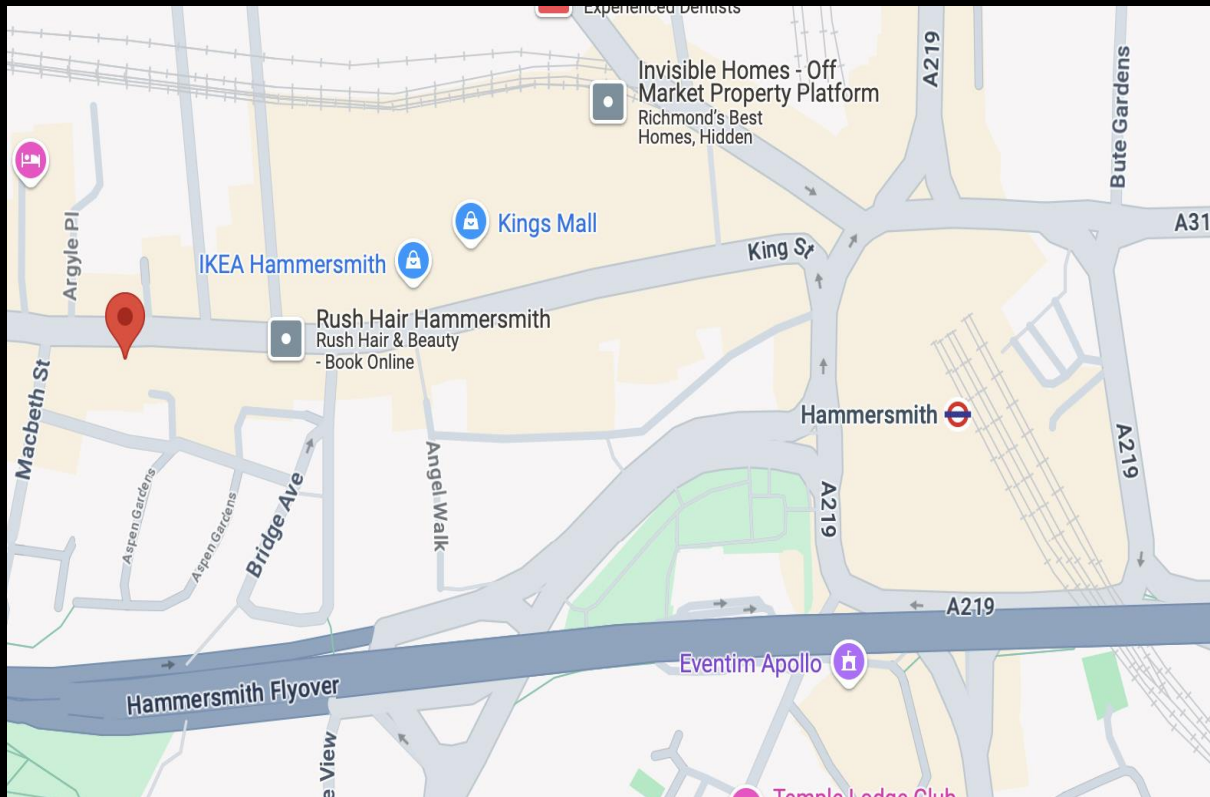 Experienced Dentists
A219
Bute Gardens
Invisible Homes - Off
Market Property Platform
Richmond's Best
Homes, Hidden
Argyle Pl
Kings Mall
A31
IKEA Hammersmith
King St
Rush Hair Hammersmith
Rush Hair & Beauty
- Book Online
Macbeth St
Hammersmith
A219
Angel Walk
A219
Aspen Gardens
Aspen Gardens
Bridge Ave
A219
Eventim Apollo
Hammersmith Flyover
e View
Temple Lodge Club